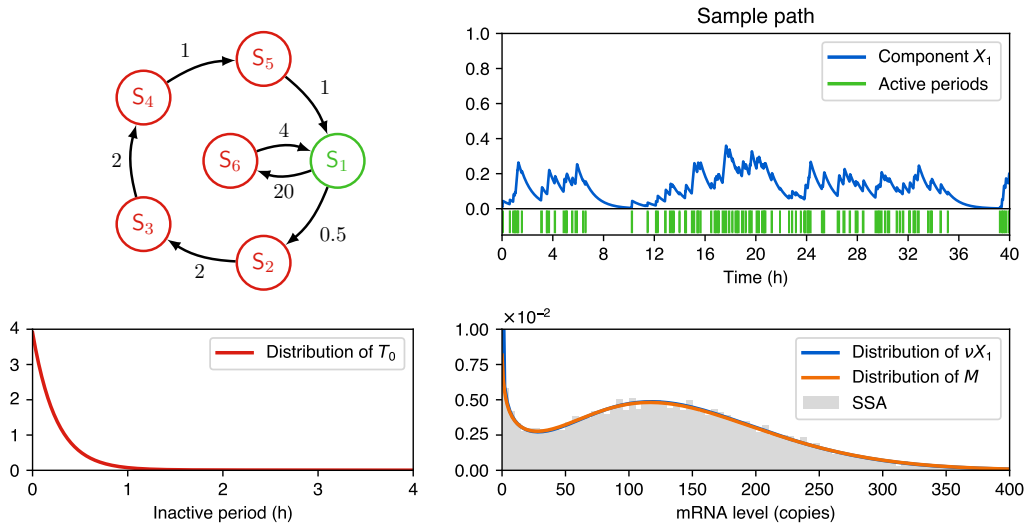 S5
S4
S6
S1
S3
S2
1
1
4
20
2
2
0.5
Sample path
1.0
0.8
0.6
0.4
0.2
0.0
Component X1
Active periods
0 4 8 12 16 20 24 28 32 36 40
Time (h)
4
3
2
1
0
Distribution of T0
0 1 2 3 4
Inactive period (h)
×10−2
1.00
0.75
0.50
0.25
0.00
Distribution of νX1
Distribution of M
SSA
0 50 100 150 200 250 300 350 400
mRNA level (copies)